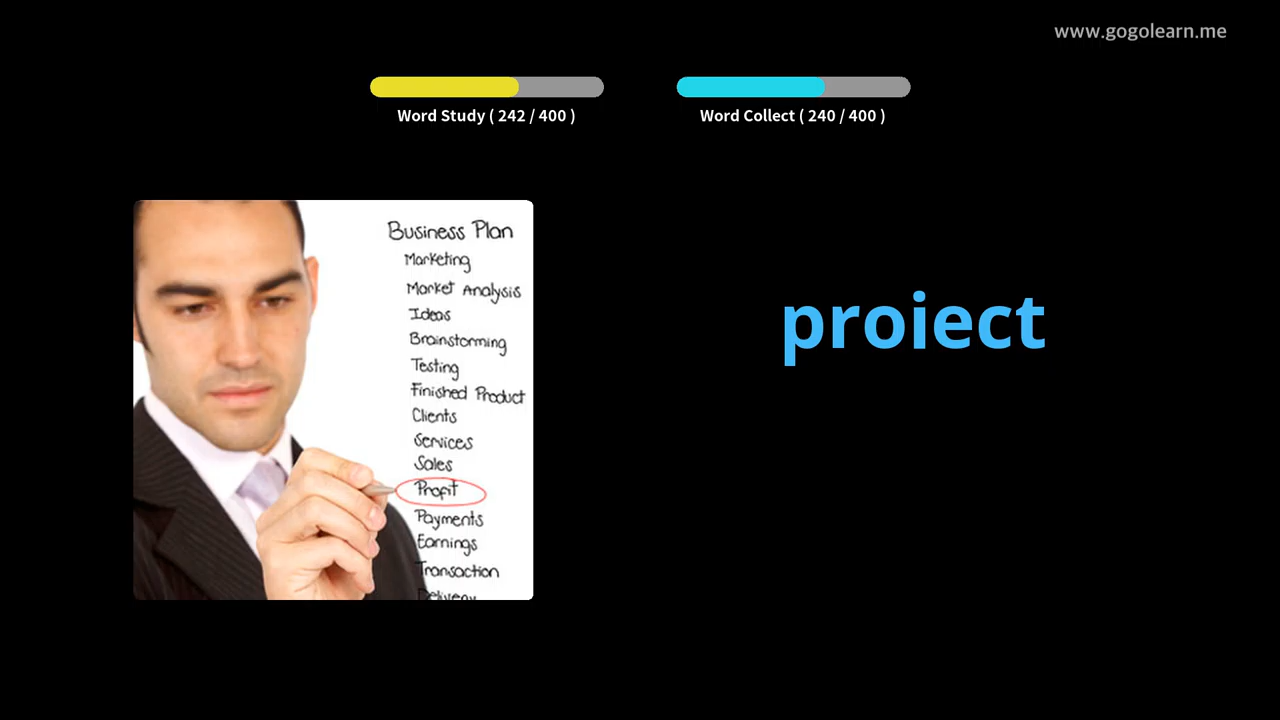 www.gogolearn.me
Word Study ( 242 / 400 )
Word Collect ( 240 / 400 )
Business Plan
Marketing
Market Analysis
Ideas
Brainstorming
Testing
Finished Product
Clients
Services
Sales
Profit
Payments
Earnings
Transaction
Delivery
proiect